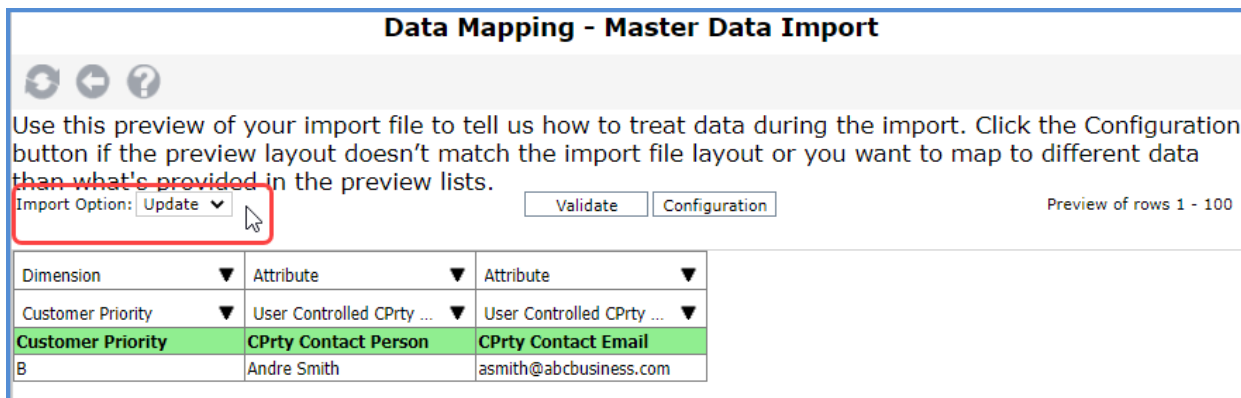 Data Mapping - Master Data Import
?
Use this preview of your import file to tell us how to treat data during the import. Click the Configuration
button if the preview layout doesn’t match the import file layout or you want to map to different data
than what's provided in the preview lists.
Import Option: Update Validate Configuration Preview of rows 1 - 100
Dimension Attribute Attribute
Customer Priority User Controlled CPrty ... User Controlled CPrty ...
Customer Priority CPrty Contact Person CPrty Contact Email
B Andre Smith asmith@abcbusiness.com